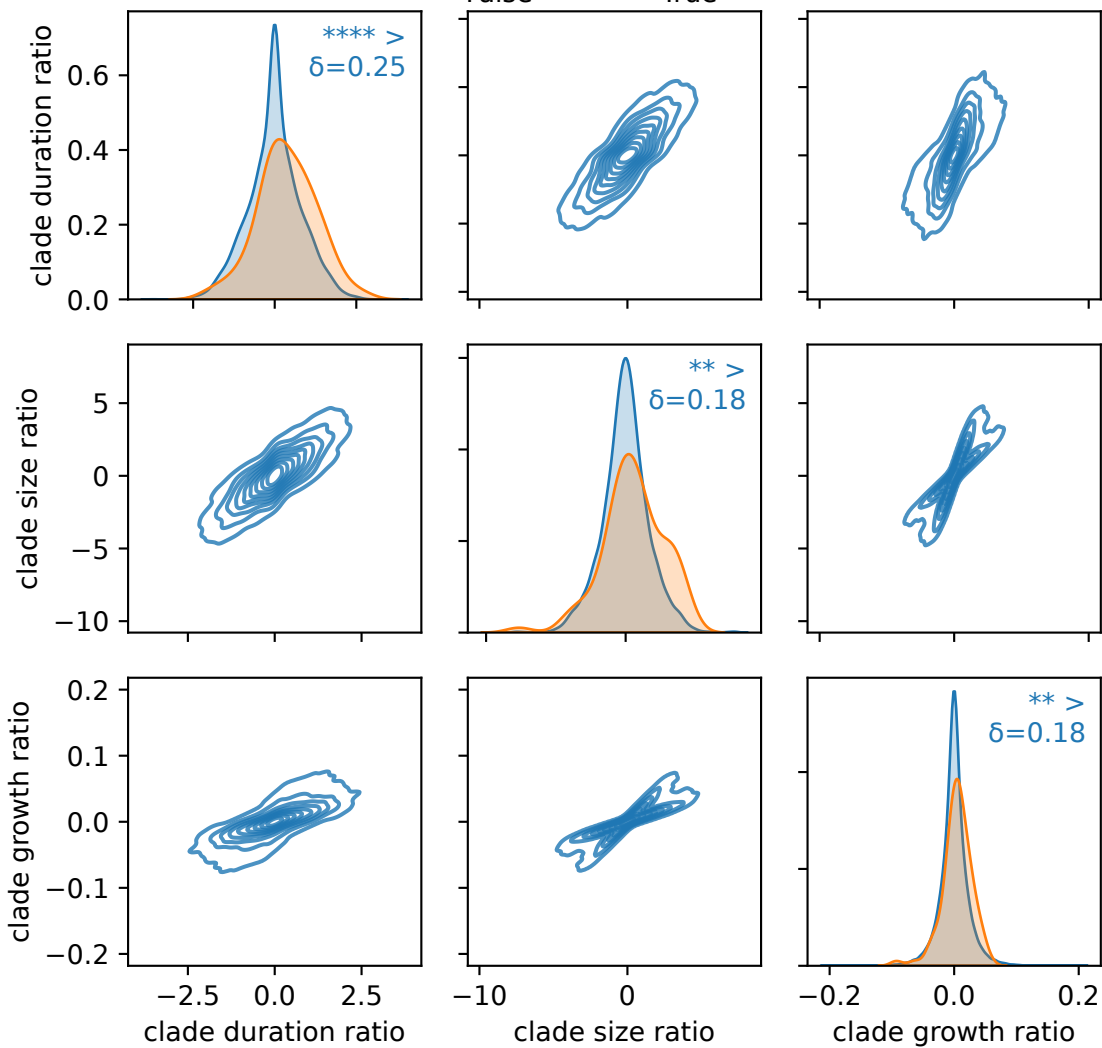 False True
clade duration ratio
0.6
0.4
0.2
0.0
**** >
δ=0.25
clade size ratio
5
0
−5
−10
** >
δ=0.18
clade growth ratio
0.2
0.1
0.0
−0.1
−0.2
** >
δ=0.18
−2.5 0.0 2.5
−10 0
−0.2 0.0 0.2
clade duration ratio
clade size ratio
clade growth ratio